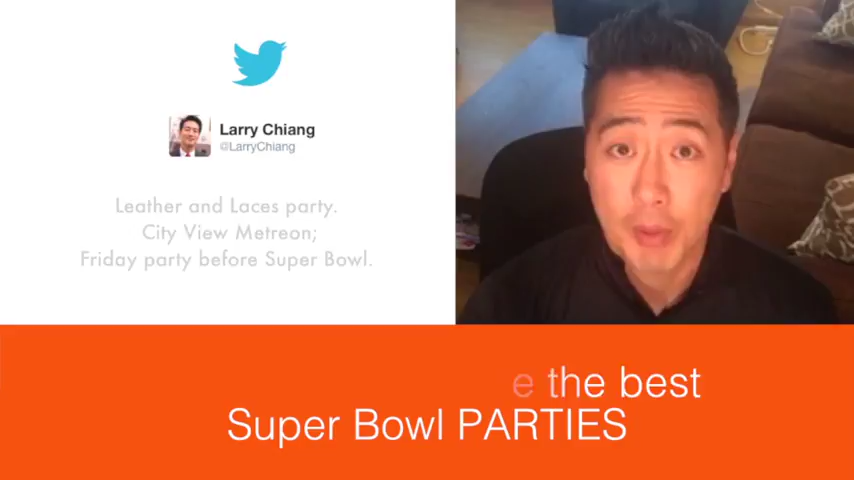 Larry Chiang
@LarryChiang
Leather and Laces party.
City View Metreon;
Friday party before Super Bowl.
e the best
Super Bowl PARTIES